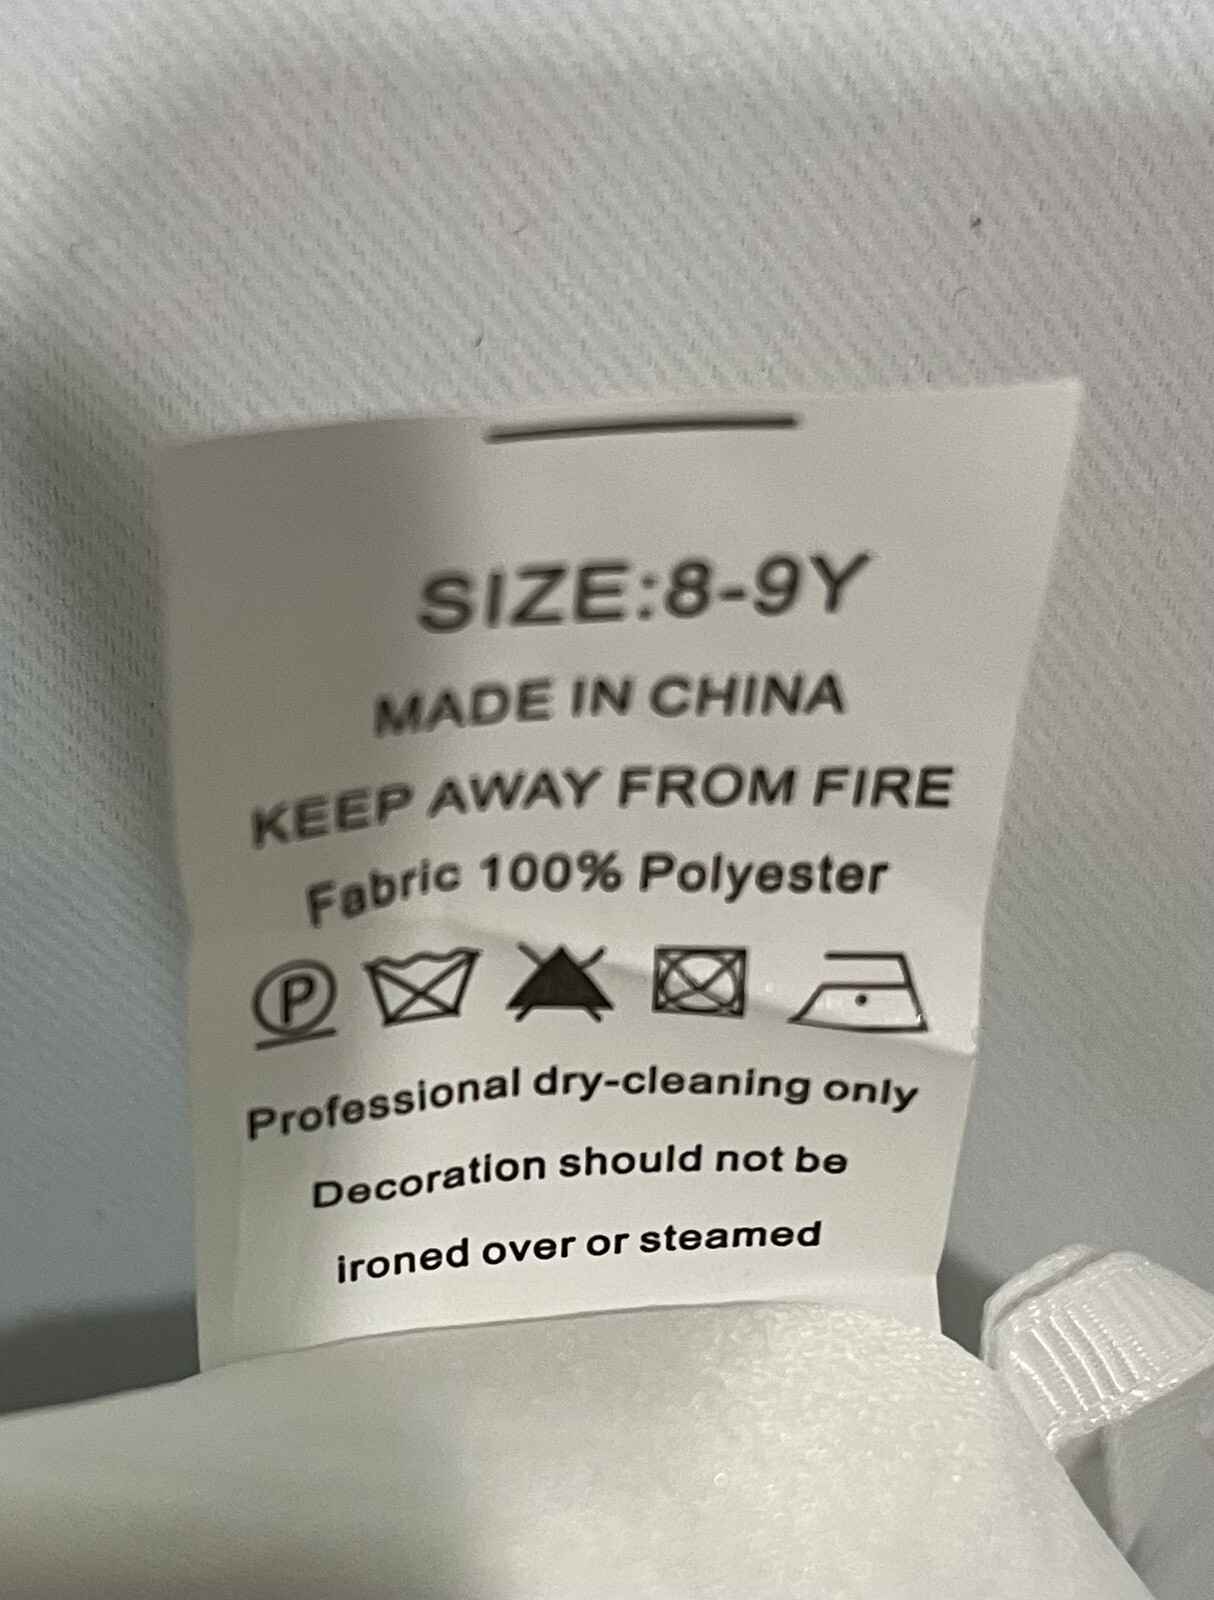 SIZE:8-9Y
MADE IN CHINA
KEEP AWAY FROM FIRE
Fabric 100% Polyester
P
Professional dry-cleaning only
Decoration should not be
ironed over or steamed